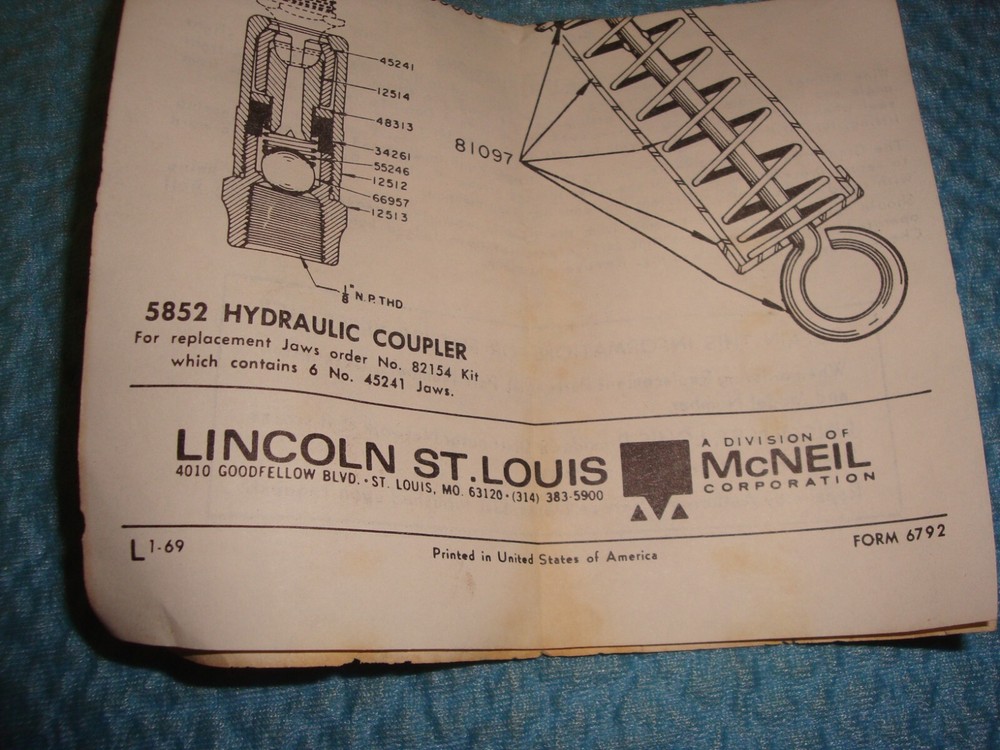 45241
12514
48313
34261
55246
12512
66957
12513
1/8" N.P. THD
81097
5852 HYDRAULIC COUPLER
For replacement Jaws order No. 82154 Kit
which contains 6 No. 45241 Jaws.
LINCOLN ST. LOUIS
4010 GOODFELLOW BLVD. • ST. LOUIS, MO. 63120 • (314) 383-5900
A DIVISION OF
McNEIL
CORPORATION
L 1-69
Printed in United States of America
FORM 6792